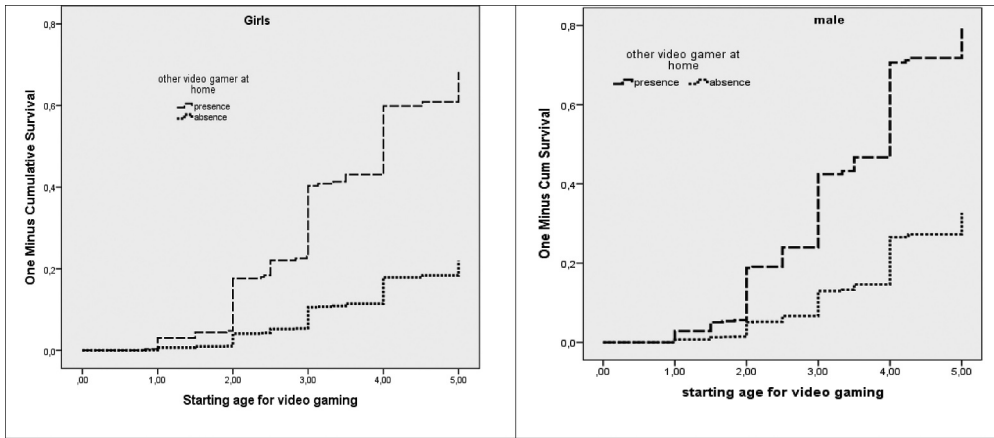 Girls
other video gamer at
home
presence
absence
One Minus Cumulative Survival
0,8
0,6
0,4
0,2
0,0
,00 1,00 2,00 3,00 4,00 5,00
Starting age for video gaming
male
other video gamer at
home
presence absence
One Minus Cum Survival
0,8
0,6
0,4
0,2
0,0
,00 1,00 2,00 3,00 4,00 5,00
starting age for video gaming